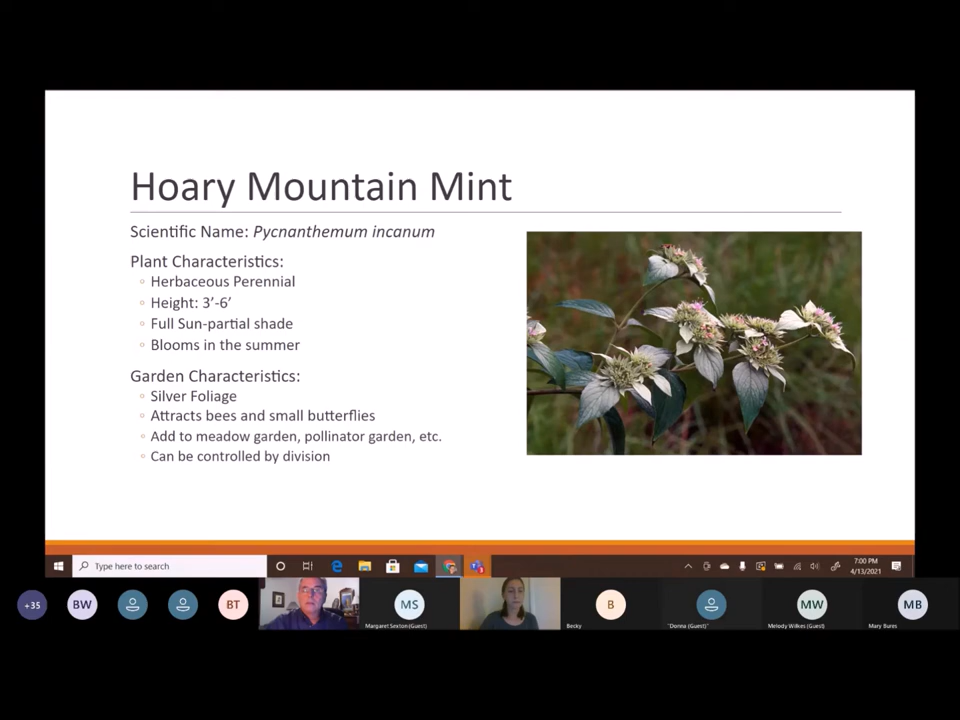 Hoary Mountain Mint
Scientific Name: Pycnanthemum incanum
Plant Characteristics:
Herbaceous Perennial
Height: 3’-6’
Full Sun-partial shade
Blooms in the summer
Garden Characteristics:
Silver Foliage
Attracts bees and small butterflies
Add to meadow garden, pollinator garden, etc.
Can be controlled by division
Type here to search
7:00 PM
4/13/2021
+35
BW
BT
MS
Margaret Sexton (Guest)
B
Becky
"Donna (Guest)"
MW
Melody Wilkes (Guest)
MB
Mary Bures